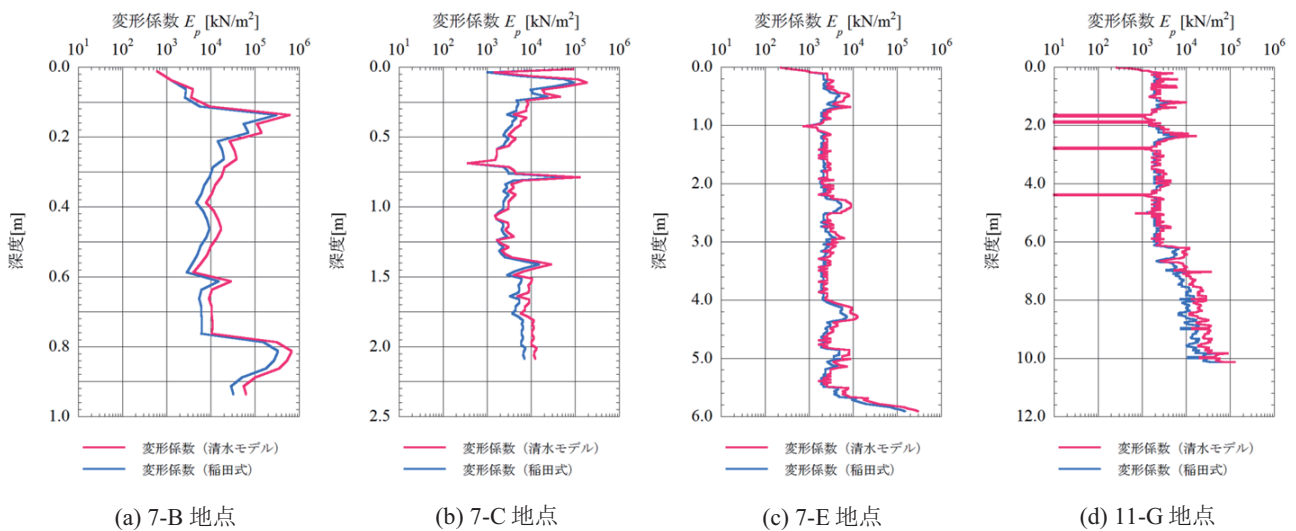 変形係数 Ep [kN/m²]
10¹ 10² 10³ 10⁴ 10⁵ 10⁶
深度[m]
0.0
0.2
0.4
0.6
0.8
1.0
変形係数（清水モデル）
変形係数（稲田式）
(a) 7-B 地点
変形係数 Ep [kN/m²]
10¹ 10² 10³ 10⁴ 10⁵ 10⁶
深度[m]
0.0
0.5
1.0
1.5
2.0
2.5
変形係数（清水モデル）
変形係数（稲田式）
(b) 7-C 地点
変形係数 Ep [kN/m²]
10¹ 10² 10³ 10⁴ 10⁵ 10⁶
深度[m]
0.0
1.0
2.0
3.0
4.0
5.0
6.0
変形係数（清水モデル）
変形係数（稲田式）
(c) 7-E 地点
変形係数 Ep [kN/m²]
10¹ 10² 10³ 10⁴ 10⁵ 10⁶
深度[m]
0.0
2.0
4.0
6.0
8.0
10.0
12.0
変形係数（清水モデル）
変形係数（稲田式）
(d) 11-G 地点